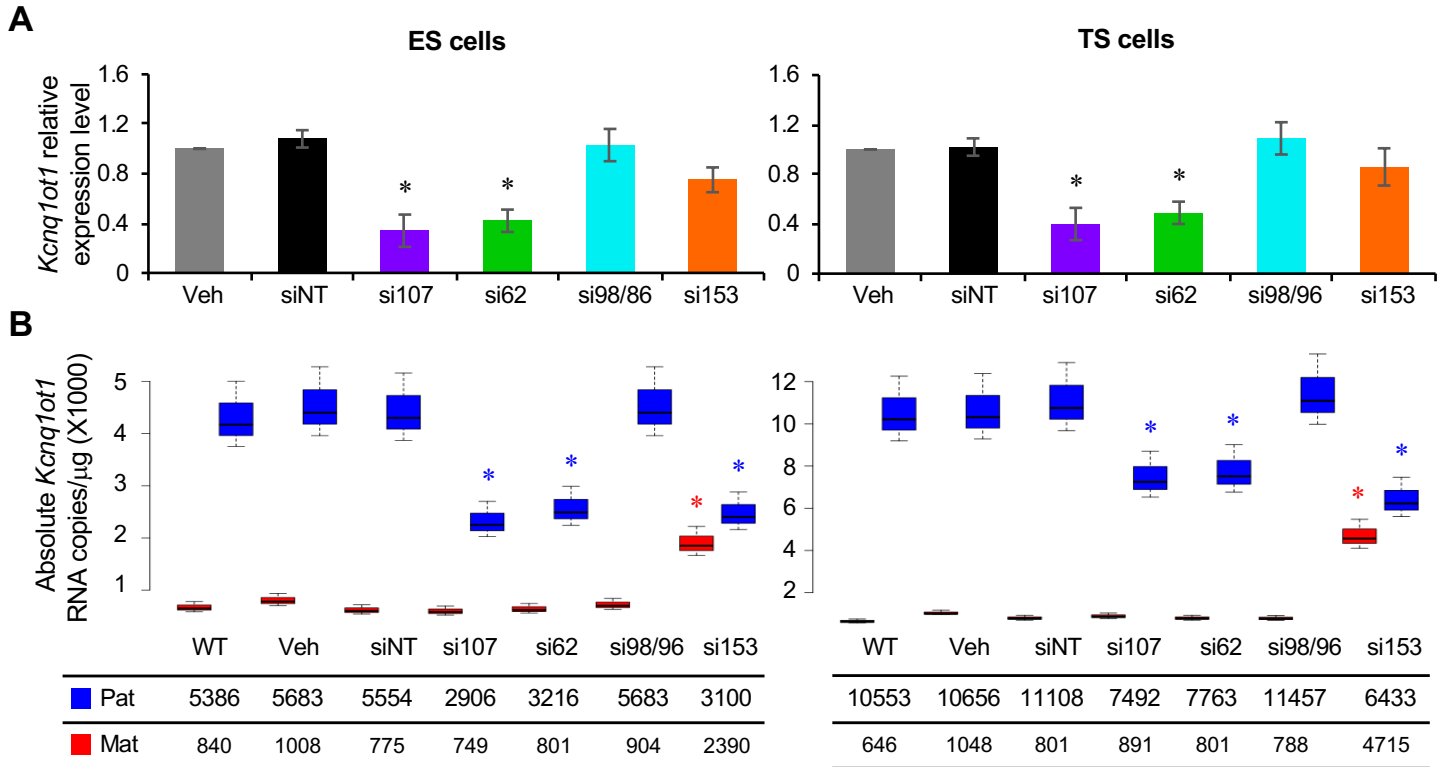 A
ES cells
TS cells
Kcnq1ot1 relative
expression level
1.6
1.2
0.8
0.4
0
* *
Veh siNT si107 si62 si98/86 si153
1.6
1.2
0.8
0.4
0
* *
Veh siNT si107 si62 si98/96 si153
B
Absolute Kcnq1ot1
RNA copies/μg (X1000)
5
4
3
2
1
* * * *
WT Veh siNT si107 si62 si98/96 si153
Pat 5386 5683 5554 2906 3216 5683 3100
Mat 840 1008 775 749 801 904 2390
12
10
8
6
4
2
* * * *
WT Veh siNT si107 si62 si98/96 si153
10553 10656 11108 7492 7763 11457 6433
646 1048 801 891 801 788 4715